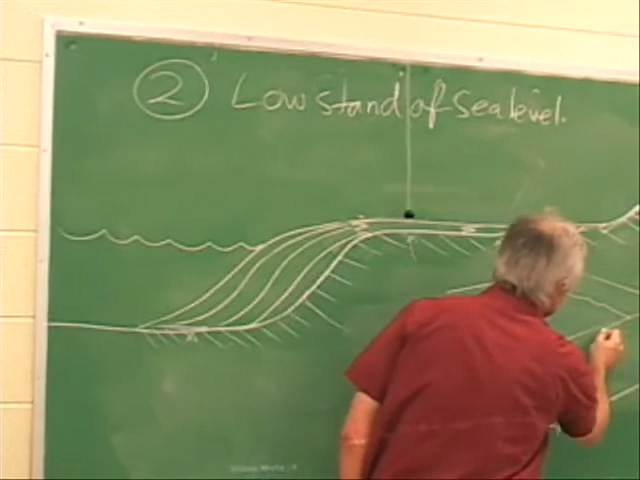 ② Low stand of sea level.